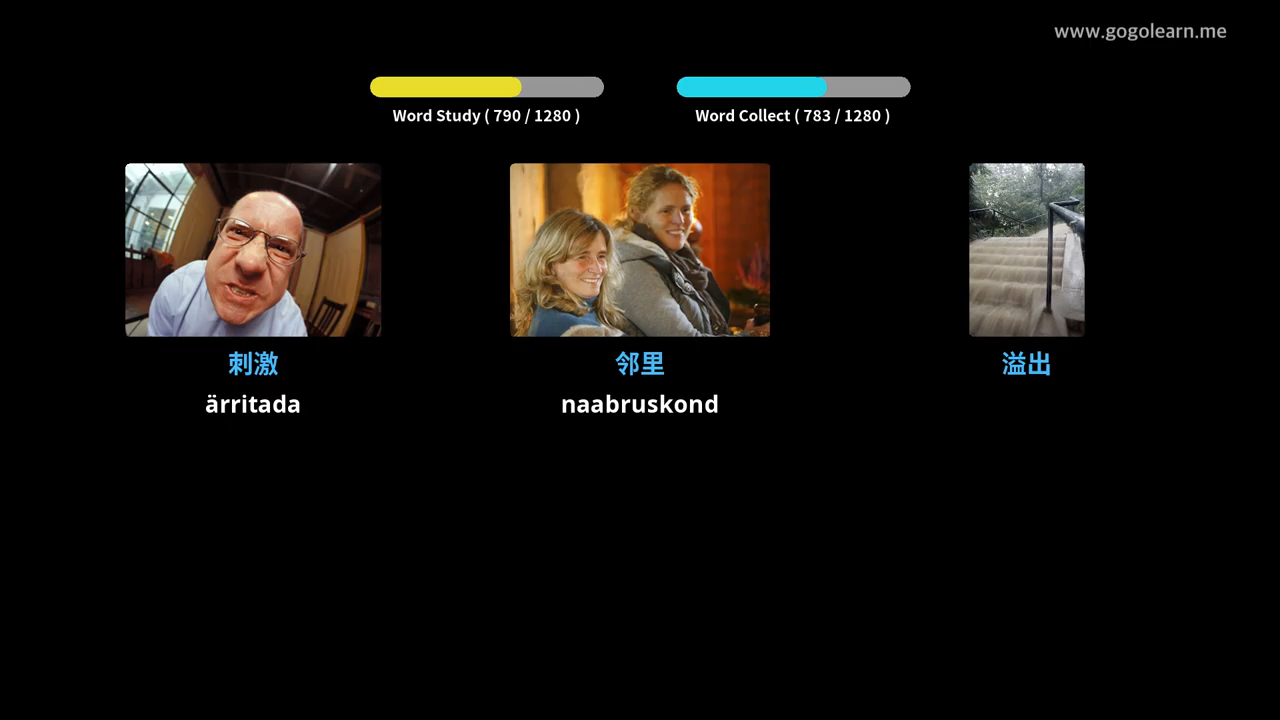 www.gogolearn.me
Word Study ( 790 / 1280 )
Word Collect ( 783 / 1280 )
刺激
邻里
溢出
ärritada
naabruskond